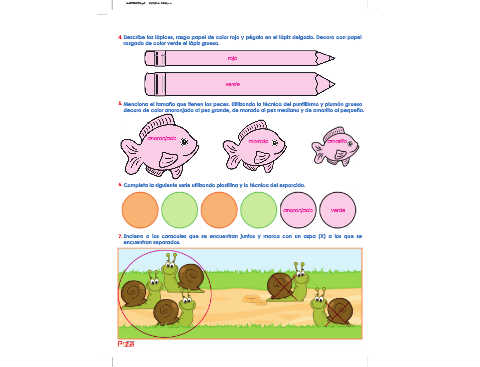 4. Describe los lápices, rasga papel de color rojo y pégalo en el lápiz delgado. Decora con papel
rasgado de color verde el lápiz grueso.
rojo
verde
5. Menciona el tamaño que tienen los peces. Utilizando la técnica del puntillismo y plumón grueso
decora de color anaranjado al pez grande, de morado al pez mediano y de amarillo al pequeño.
anaranjado
morado
amarillo
6. Completa la siguiente serie utilizando plastilina y la técnica del esparcido.
anaranjado
verde
7. Encierra a los caracoles que se encuentran juntos y marca con un aspa (X) a los que se
encuentran separados.